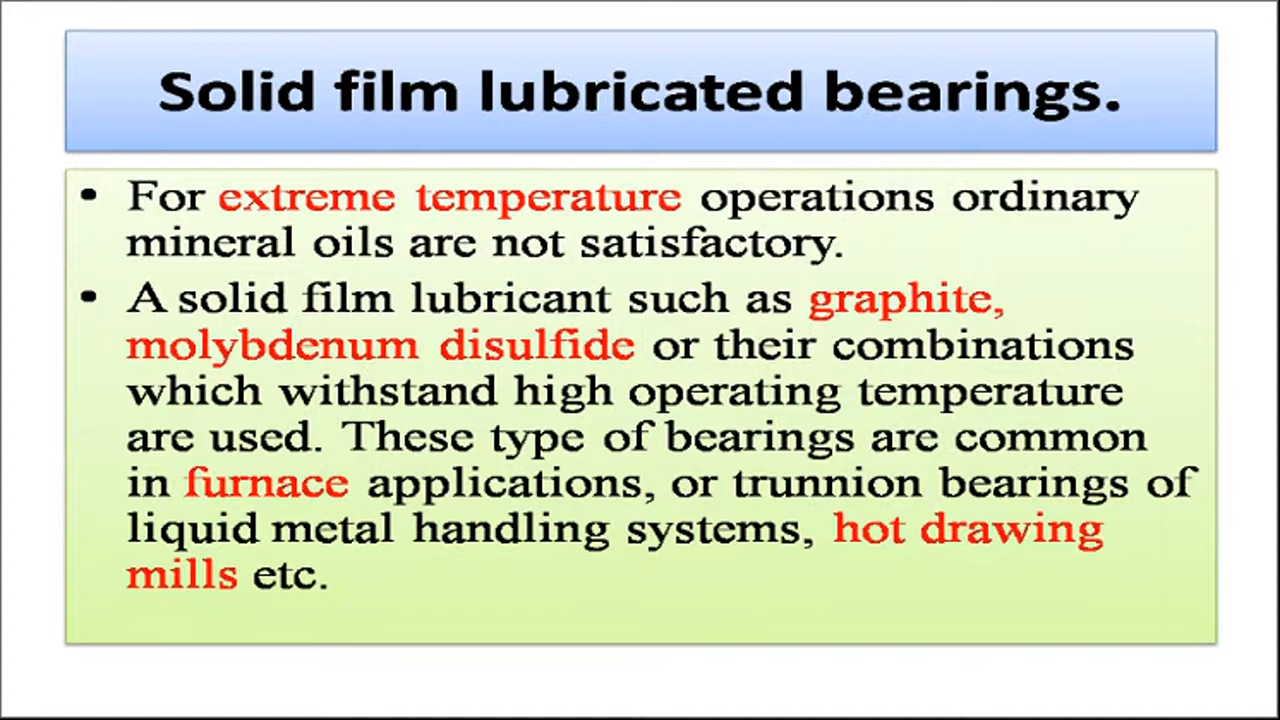 Solid film lubricated bearings.
• For extreme temperature operations ordinary
mineral oils are not satisfactory.
• A solid film lubricant such as graphite,
molybdenum disulfide or their combinations
which withstand high operating temperature
are used. These type of bearings are common
in furnace applications, or trunnion bearings of
liquid metal handling systems, hot drawing
mills etc.